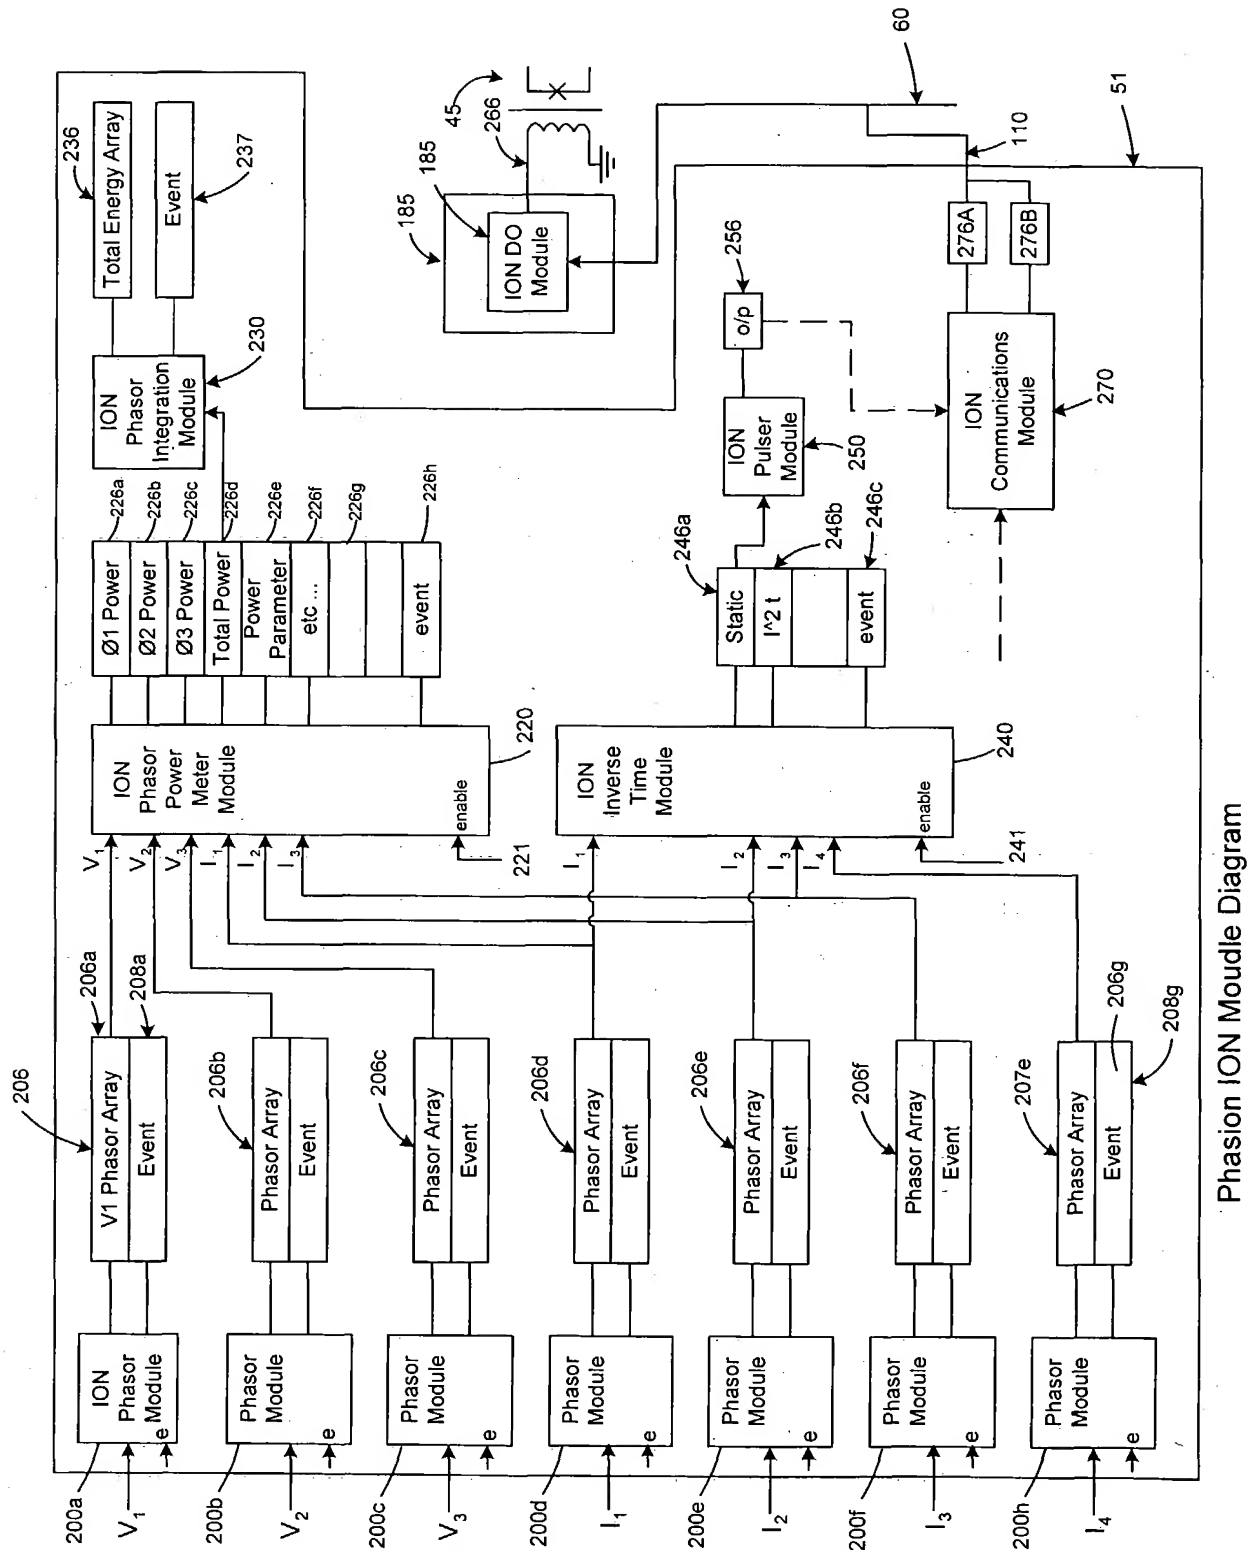 200a
V1
ION
Phasor
Module
e
206
V1 Phasor Array
Event
206a
208a
200b
V2
Phasor
Module
e
206b
Phasor Array
Event
200c
V3
Phasor
Module
e
206c
Phasor Array
Event
200d
I1
Phasor
Module
e
206d
Phasor Array
Event
200e
I2
Phasor
Module
e
206e
Phasor Array
Event
200f
I3
Phasor
Module
e
206f
Phasor Array
Event
200h
I4
Phasor
Module
e
207e
Phasor Array
Event
206g
208g
V1
V2
V3
I1
I2
I3
ION
Phasor
Power
Meter
Module
enable
220
221
Ø1 Power
Ø2 Power
Ø3 Power
Total Power
Power
Parameter
etc ...
event
226a
226b
226c
226d
226e
226f
226g
226h
ION
Phasor
Integration
Module
230
Total Energy Array
236
Event
237
I1
I2
I3
I4
ION
Inverse
Time
Module
enable
240
241
Static
I^2 t
event
246a
246b
246c
ION
Pulser
Module
250
o/p
256
ION
Communications
Module
270
276A
276B
110
51
60
185
185
ION DO
Module
266
45
Phasion ION Moudle Diagram